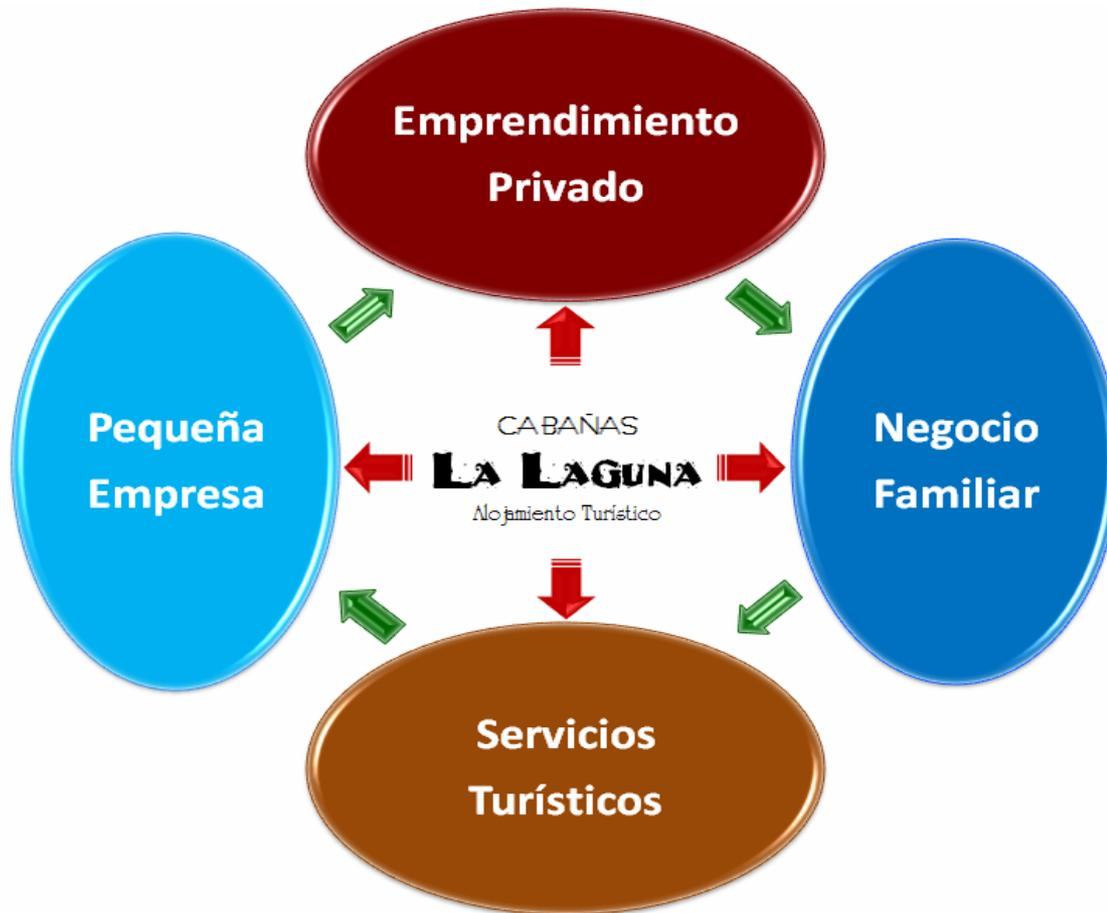 Emprendimiento
Privado
Pequeña
Empresa
CABAÑAS
LA LAGUNA
Alojamiento Turístico
Negocio
Familiar
Servicios
Turísticos